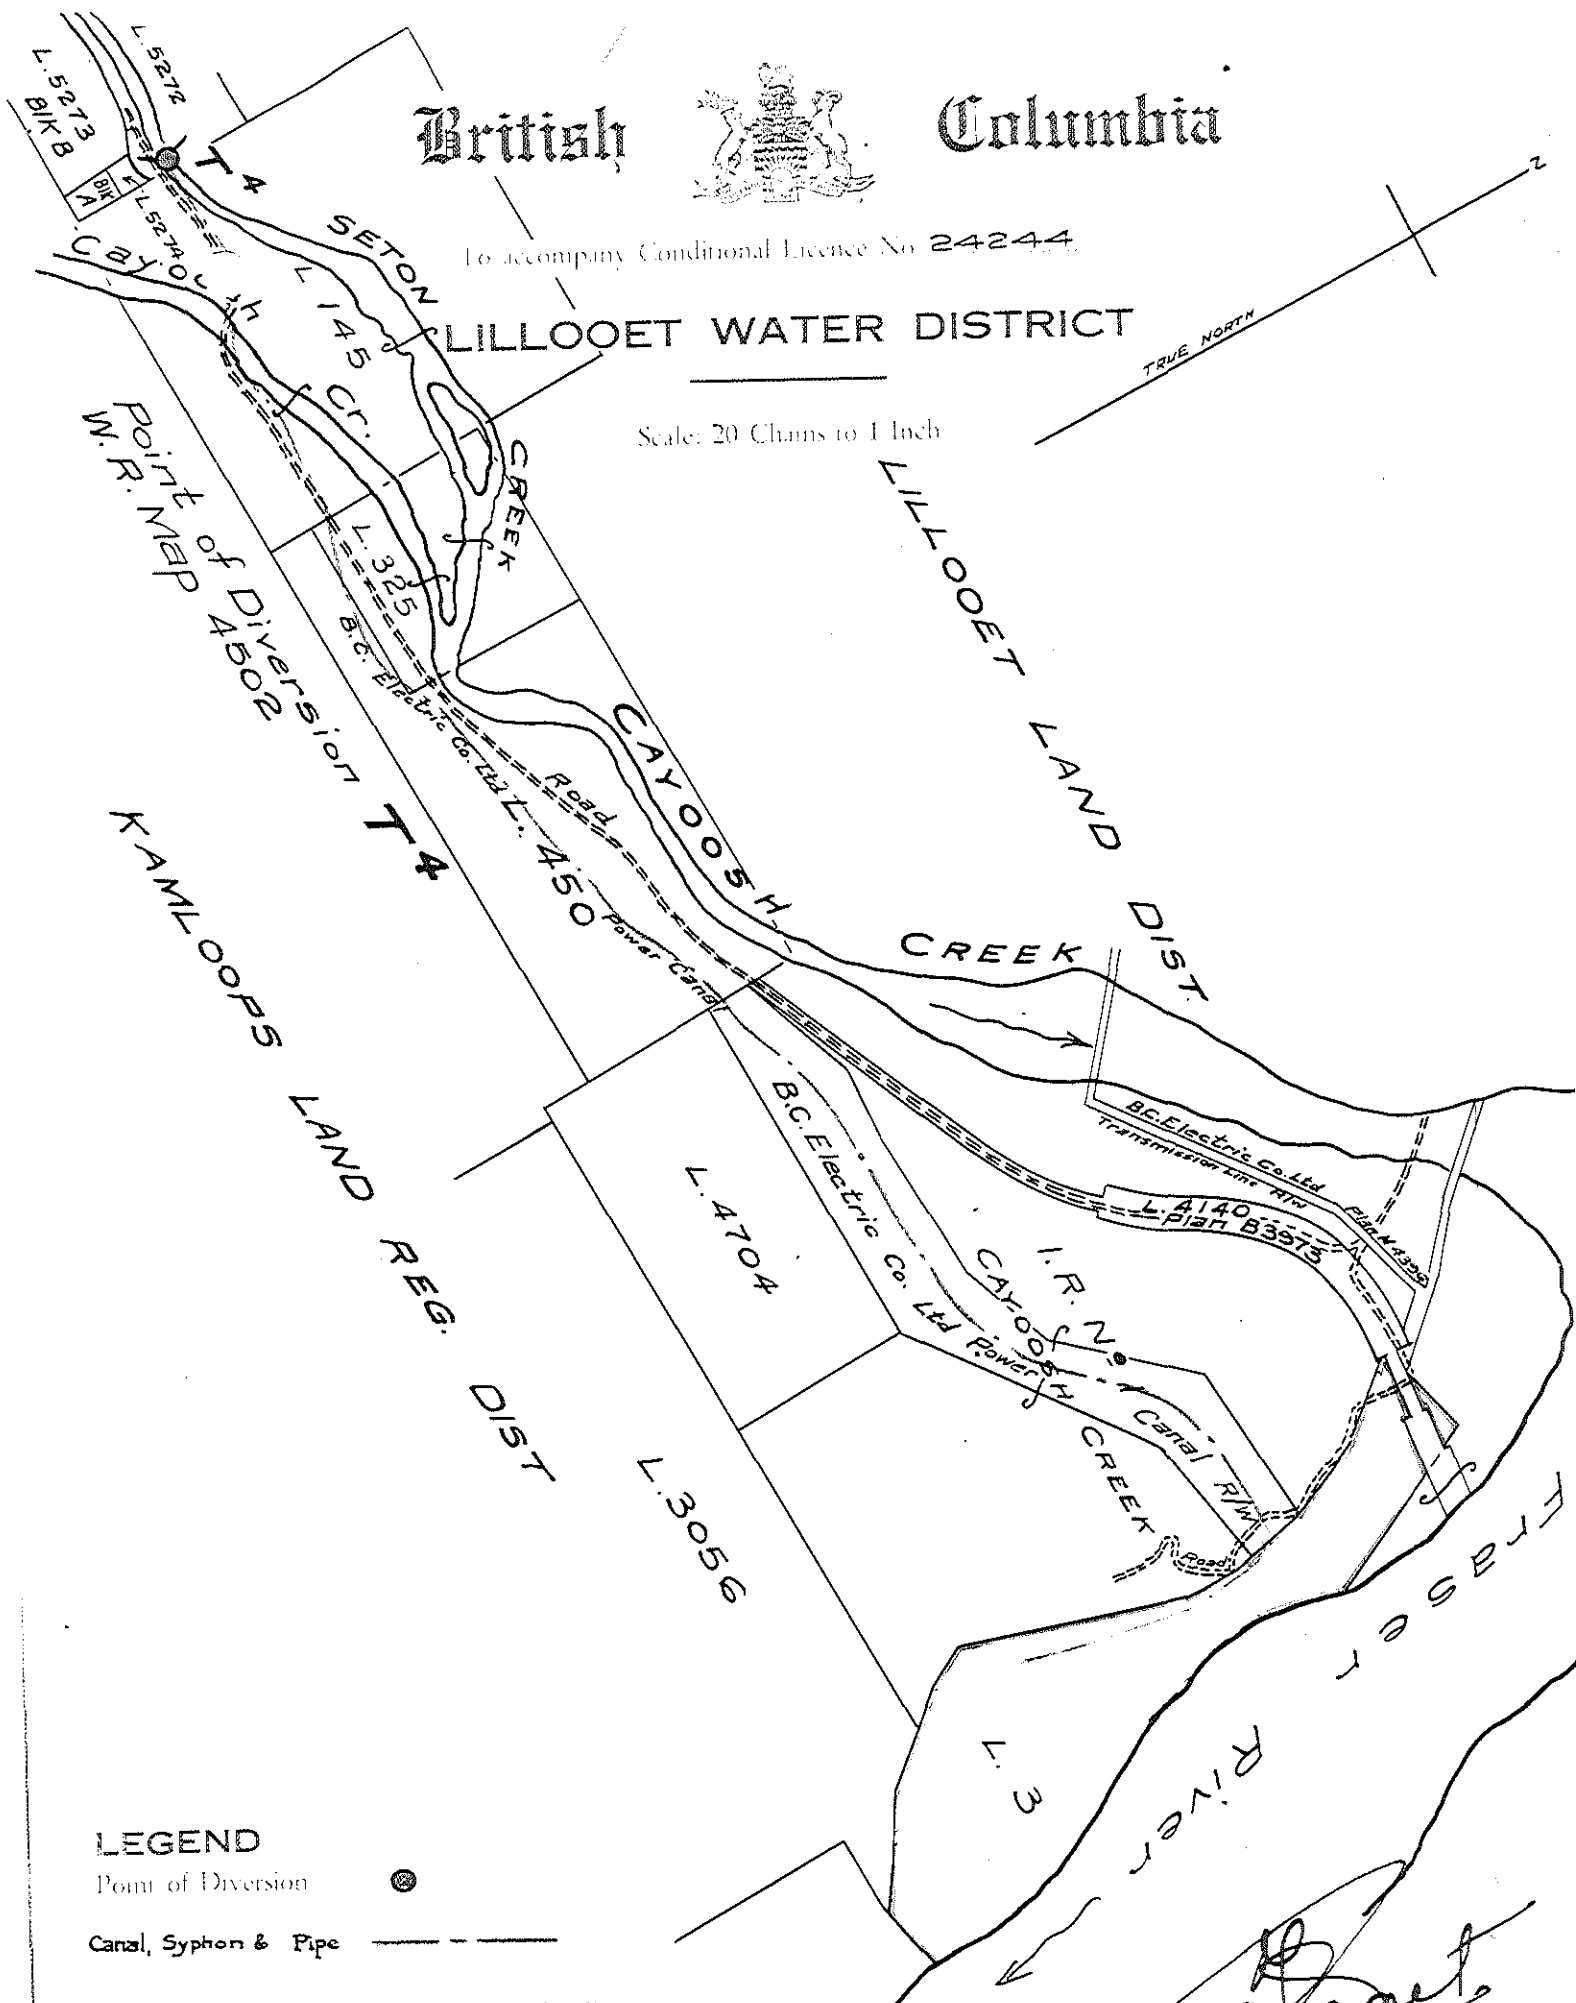 British Columbia
To accompany Conditional Licence No 24244
LILLOOET WATER DISTRICT
Scale: 20 Chains to 1 Inch
TRUE NORTH
L.5272
L.5273
BIK B
BIK
A
L.5274
T4
SETON
CREEK
L 145
Cayoosh
Cr.
Point of Diversion T4
W.R. Map 4502
L.325
B.C. Electric Co. Ltd
L. 450
Road
Power Canal
CAYOOSH
CREEK
LILLOOET LAND DIST.
KAMLOOPS LAND REG. DIST
L.4704
B.C. Electric Co. Ltd Power Canal R/W
I.R. No. 1
CAYOOSH
CREEK
B.C. Electric Co. Ltd
Transmission Line R/W
L. 4140
Plan B3973
L.3056
Road
L. 3
Fraser
River
LEGEND
Point of Diversion
Canal, Syphon & Pipe